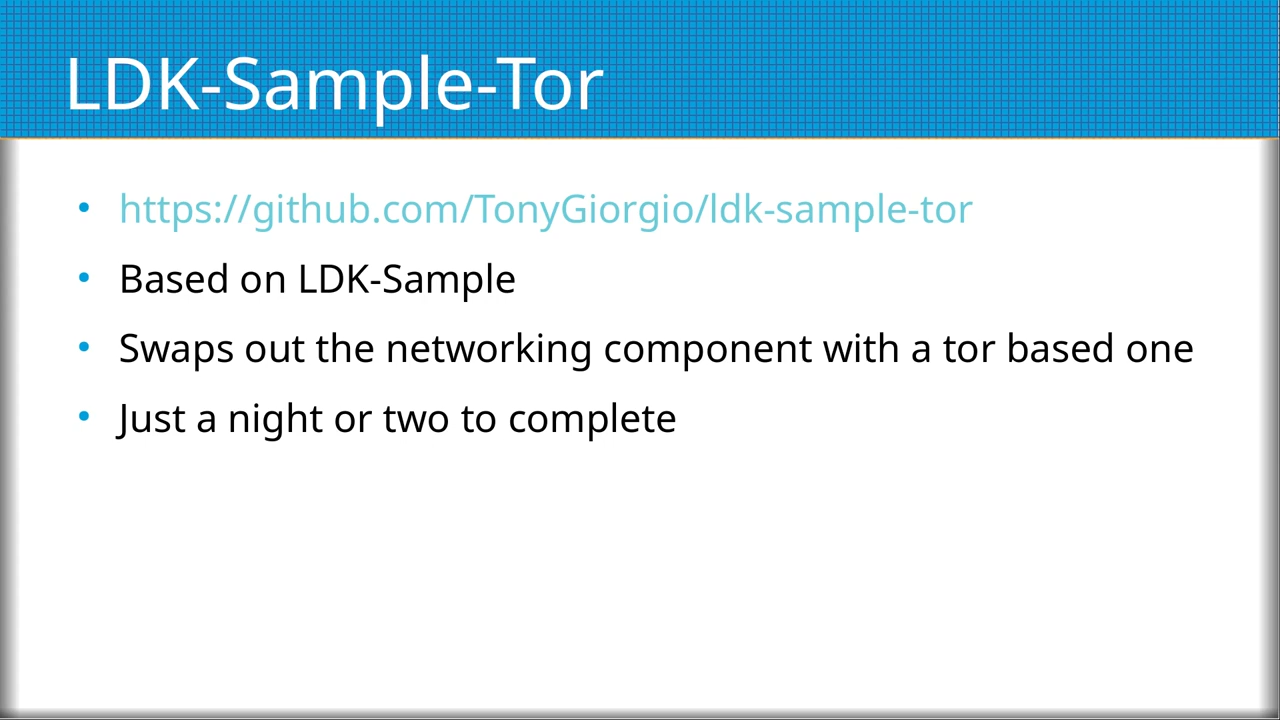 LDK-Sample-Tor
• https://github.com/TonyGiorgio/ldk-sample-tor
• Based on LDK-Sample
• Swaps out the networking component with a tor based one
• Just a night or two to complete